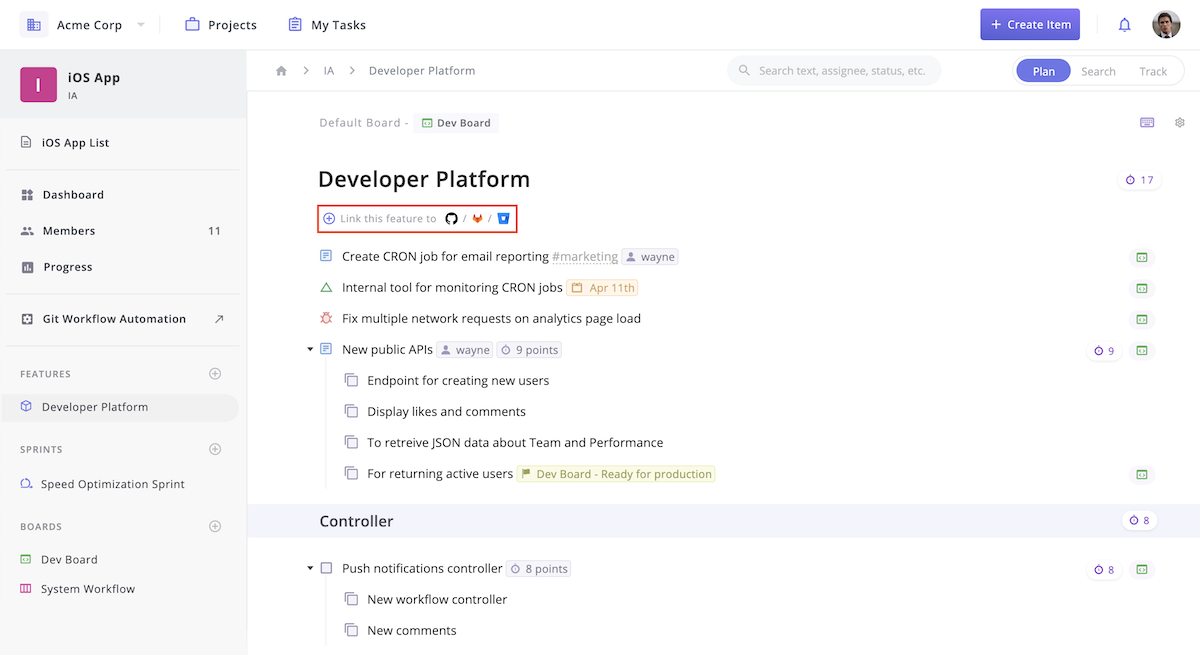 Acme Corp
Projects
My Tasks
+ Create Item
I
iOS App
IA
IA
Developer Platform
Search text, assignee, status, etc.
Plan
Search
Track
iOS App List
Dashboard
Members 11
Progress
Git Workflow Automation
FEATURES
Developer Platform
SPRINTS
Speed Optimization Sprint
BOARDS
Dev Board
System Workflow
Default Board - Dev Board
Developer Platform 17
Link this feature to / /
Create CRON job for email reporting #marketing wayne
Internal tool for monitoring CRON jobs Apr 11th
Fix multiple network requests on analytics page load
New public APIs wayne 9 points 9
Endpoint for creating new users
Display likes and comments
To retreive JSON data about Team and Performance
For returning active users Dev Board - Ready for production
Controller 8
Push notifications controller 8 points 8
New workflow controller
New comments